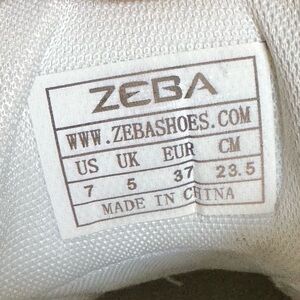 ZEBA
WWW.ZEBASHOES.COM
US UK EUR CM
7 5 37 23.5
MADE IN CHINA